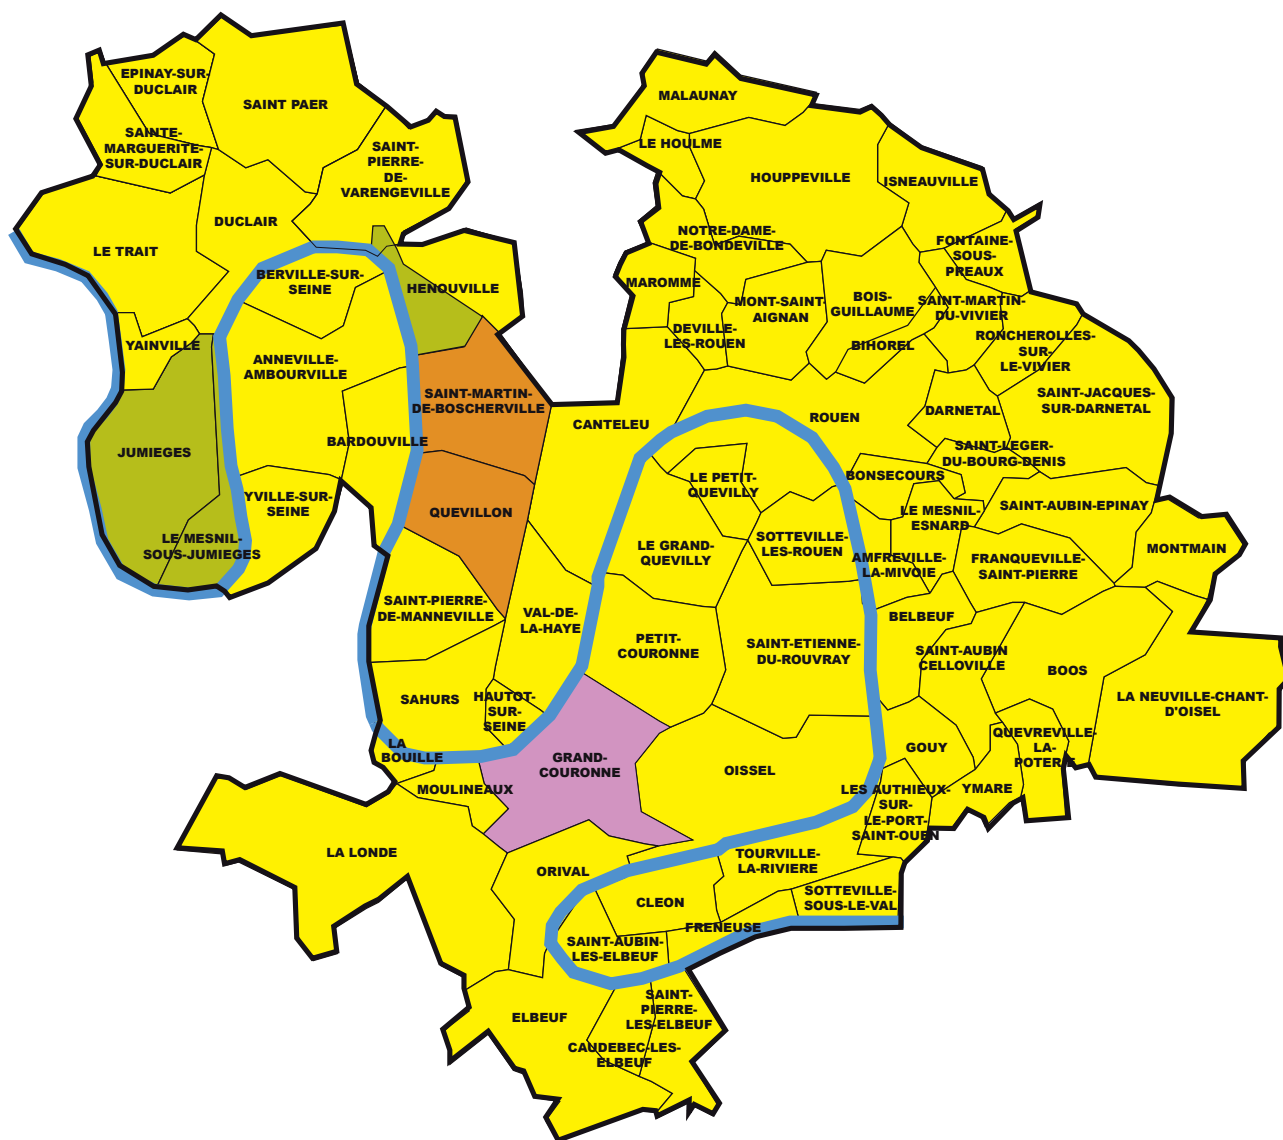 EPINAY-SUR-
DUCLAIR
SAINT PAER
SAINTE-
MARGUERITE-
SUR-DUCLAIR
SAINT-
PIERRE-
DE-
VARENGEVILLE
DUCLAIR
LE TRAIT
BERVILLE-SUR-
SEINE
HENOUVILLE
YAINVILLE
ANNEVILLE-
AMBOURVILLE
SAINT-MARTIN-
DE-BOSCHERVILLE
BARDOUVILLE
JUMIEGES
YVILLE-SUR-
SEINE
QUEVILLON
LE MESNIL-
SOUS-JUMIEGES
MALAUNAY
LE HOULME
HOUPPEVILLE
ISNEAUVILLE
NOTRE-DAME-
DE-BONDEVILLE
FONTAINE-
SOUS-
PREAUX
MAROMME
MONT-SAINT-
AIGNAN
BOIS-
GUILLAUME
SAINT-MARTIN-
DU-VIVIER
DEVILLE-
LES-ROUEN
BIHOREL
RONCHEROLLES-
SUR-
LE-VIVIER
SAINT-JACQUES-
SUR-DARNETAL
CANTELEU
ROUEN
DARNETAL
SAINT-LEGER-
DU-BOURG-DENIS
LE PETIT-
QUEVILLY
BONSECOURS
LE MESNIL-
ESNARD
SAINT-AUBIN-EPINAY
LE GRAND-
QUEVILLY
SOTTEVILLE-
LES-ROUEN
AMFREVILLE-
LA-MIVOIE
FRANQUEVILLE-
SAINT-PIERRE
MONTMAIN
SAINT-PIERRE-
DE-MANNEVILLE
VAL-DE-
LA-HAYE
PETIT-
COURONNE
SAINT-ETIENNE-
DU-ROUVRAY
BELBEUF
SAINT-AUBIN
CELLOVILLE
BOOS
LA NEUVILLE-CHANT-
D'OISEL
SAHURS
HAUTOT-
SUR-
SEINE
LA
BOUILLE
GRAND-
COURONNE
OISSEL
GOUY
QUEVREVILLE-
LA-
POTERIE
MOULINEAUX
LES AUTHIEUX-
SUR-
LE-PORT-
SAINT-OUEN
YMARE
LA LONDE
ORIVAL
TOURVILLE-
LA-RIVIERE
CLEON
SOTTEVILLE-
SOUS-LE-VAL
FRENEUSE
SAINT-AUBIN-
LES-ELBEUF
ELBEUF
SAINT-
PIERRE-
LES-ELBEUF
CAUDEBEC-LES-
ELBEUF